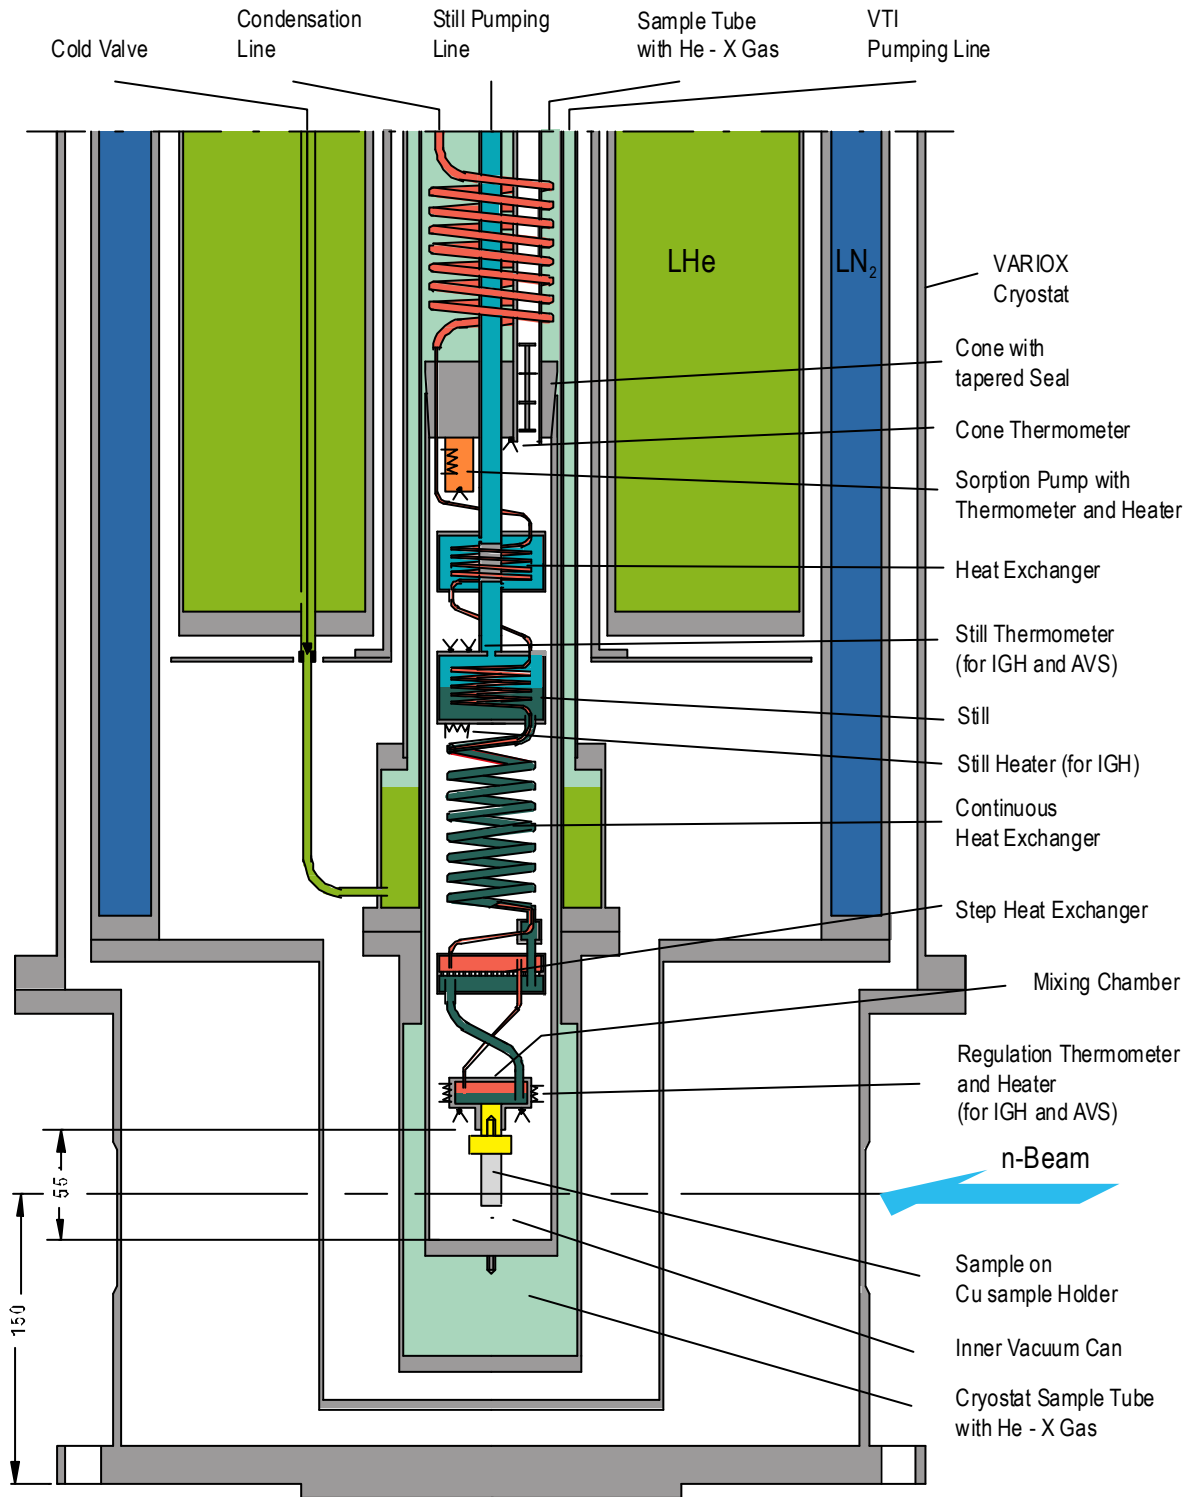 Cold Valve
Condensation
Line
Still Pumping
Line
Sample Tube
with He - X Gas
VTI
Pumping Line
LHe
LN2
VARIOX
Cryostat
Cone with
tapered Seal
Cone Thermometer
Sorption Pump with
Thermometer and Heater
Heat Exchanger
Still Thermometer
(for IGH and AVS)
Still
Still Heater (for IGH)
Continuous
Heat Exchanger
Step Heat Exchanger
Mixing Chamber
Regulation Thermometer
and Heater
(for IGH and AVS)
n-Beam
55
150
Sample on
Cu sample Holder
Inner Vacuum Can
Cryostat Sample Tube
with He - X Gas